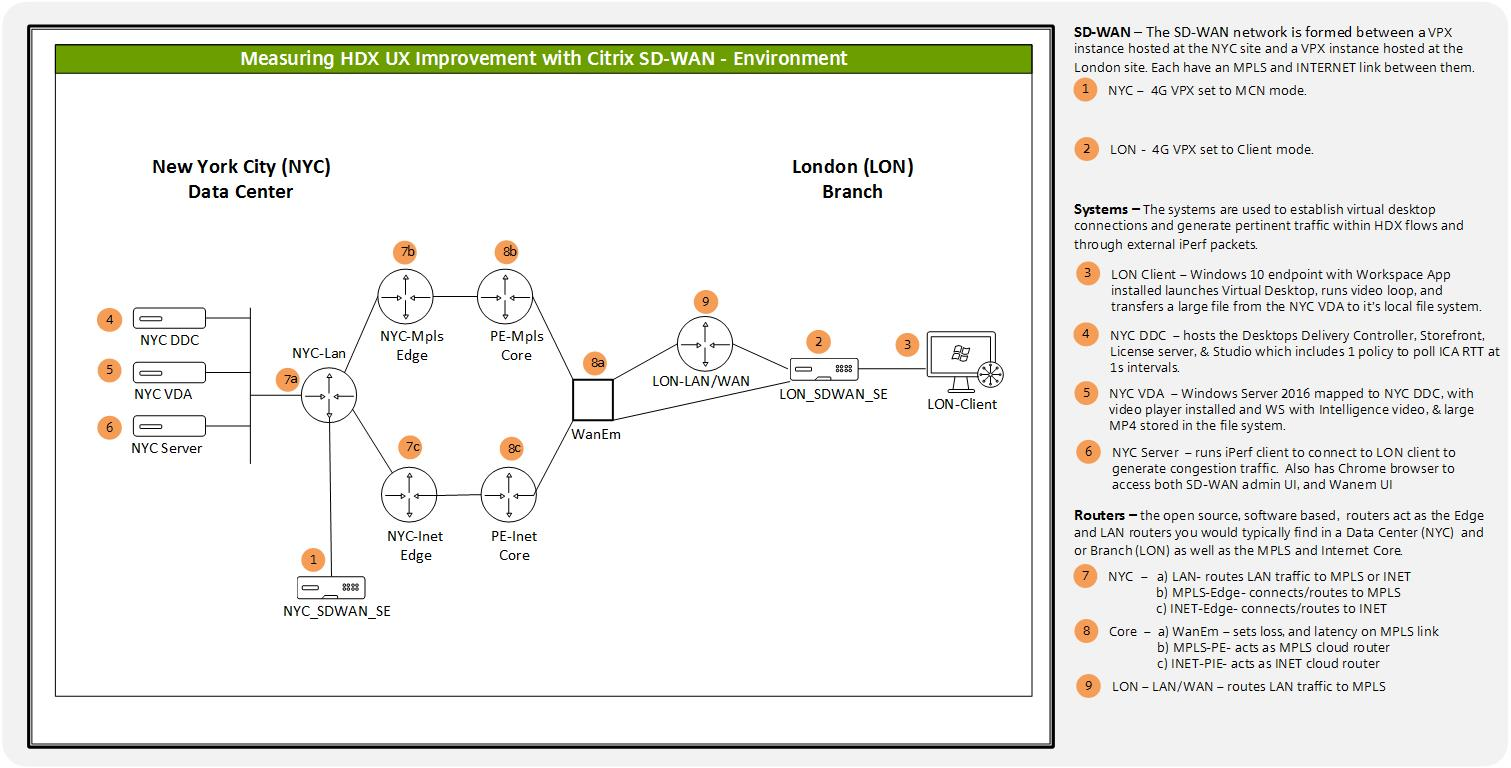 Measuring HDX UX Improvement with Citrix SD-WAN - Environment
New York City (NYC)
Data Center
London (LON)
Branch
7b
8b
NYC-Mpls
Edge
PE-Mpls
Core
4
NYC DDC
5
NYC VDA
6
NYC Server
NYC-Lan
7a
8a
WanEm
9
LON-LAN/WAN
2
LON_SDWAN_SE
3
LON-Client
7c
8c
NYC-Inet
Edge
PE-Inet
Core
1
NYC_SDWAN_SE
SD-WAN – The SD-WAN network is formed between a VPX
instance hosted at the NYC site and a VPX instance hosted at the
London site. Each have an MPLS and INTERNET link between them.
1 NYC – 4G VPX set to MCN mode.
2 LON - 4G VPX set to Client mode.
Systems – The systems are used to establish virtual desktop
connections and generate pertinent traffic within HDX flows and
through external iPerf packets.
3 LON Client – Windows 10 endpoint with Workspace App
installed launches Virtual Desktop, runs video loop, and
transfers a large file from the NYC VDA to it's local file system.
4 NYC DDC – hosts the Desktops Delivery Controller, Storefront,
License server, & Studio which includes 1 policy to poll ICA RTT at
1s intervals.
5 NYC VDA – Windows Server 2016 mapped to NYC DDC, with
video player installed and WS with Intelligence video, & large
MP4 stored in the file system.
6 NYC Server – runs iPerf client to connect to LON client to
generate congestion traffic. Also has Chrome browser to
access both SD-WAN admin UI, and Wanem UI
Routers – the open source, software based, routers act as the Edge
and LAN routers you would typically find in a Data Center (NYC) and
or Branch (LON) as well as the MPLS and Internet Core.
7 NYC – a) LAN- routes LAN traffic to MPLS or INET
b) MPLS-Edge- connects/routes to MPLS
c) INET-Edge- connects/routes to INET
8 Core – a) WanEm – sets loss, and latency on MPLS link
b) MPLS-PE- acts as MPLS cloud router
c) INET-PIE- acts as INET cloud router
9 LON – LAN/WAN – routes LAN traffic to MPLS